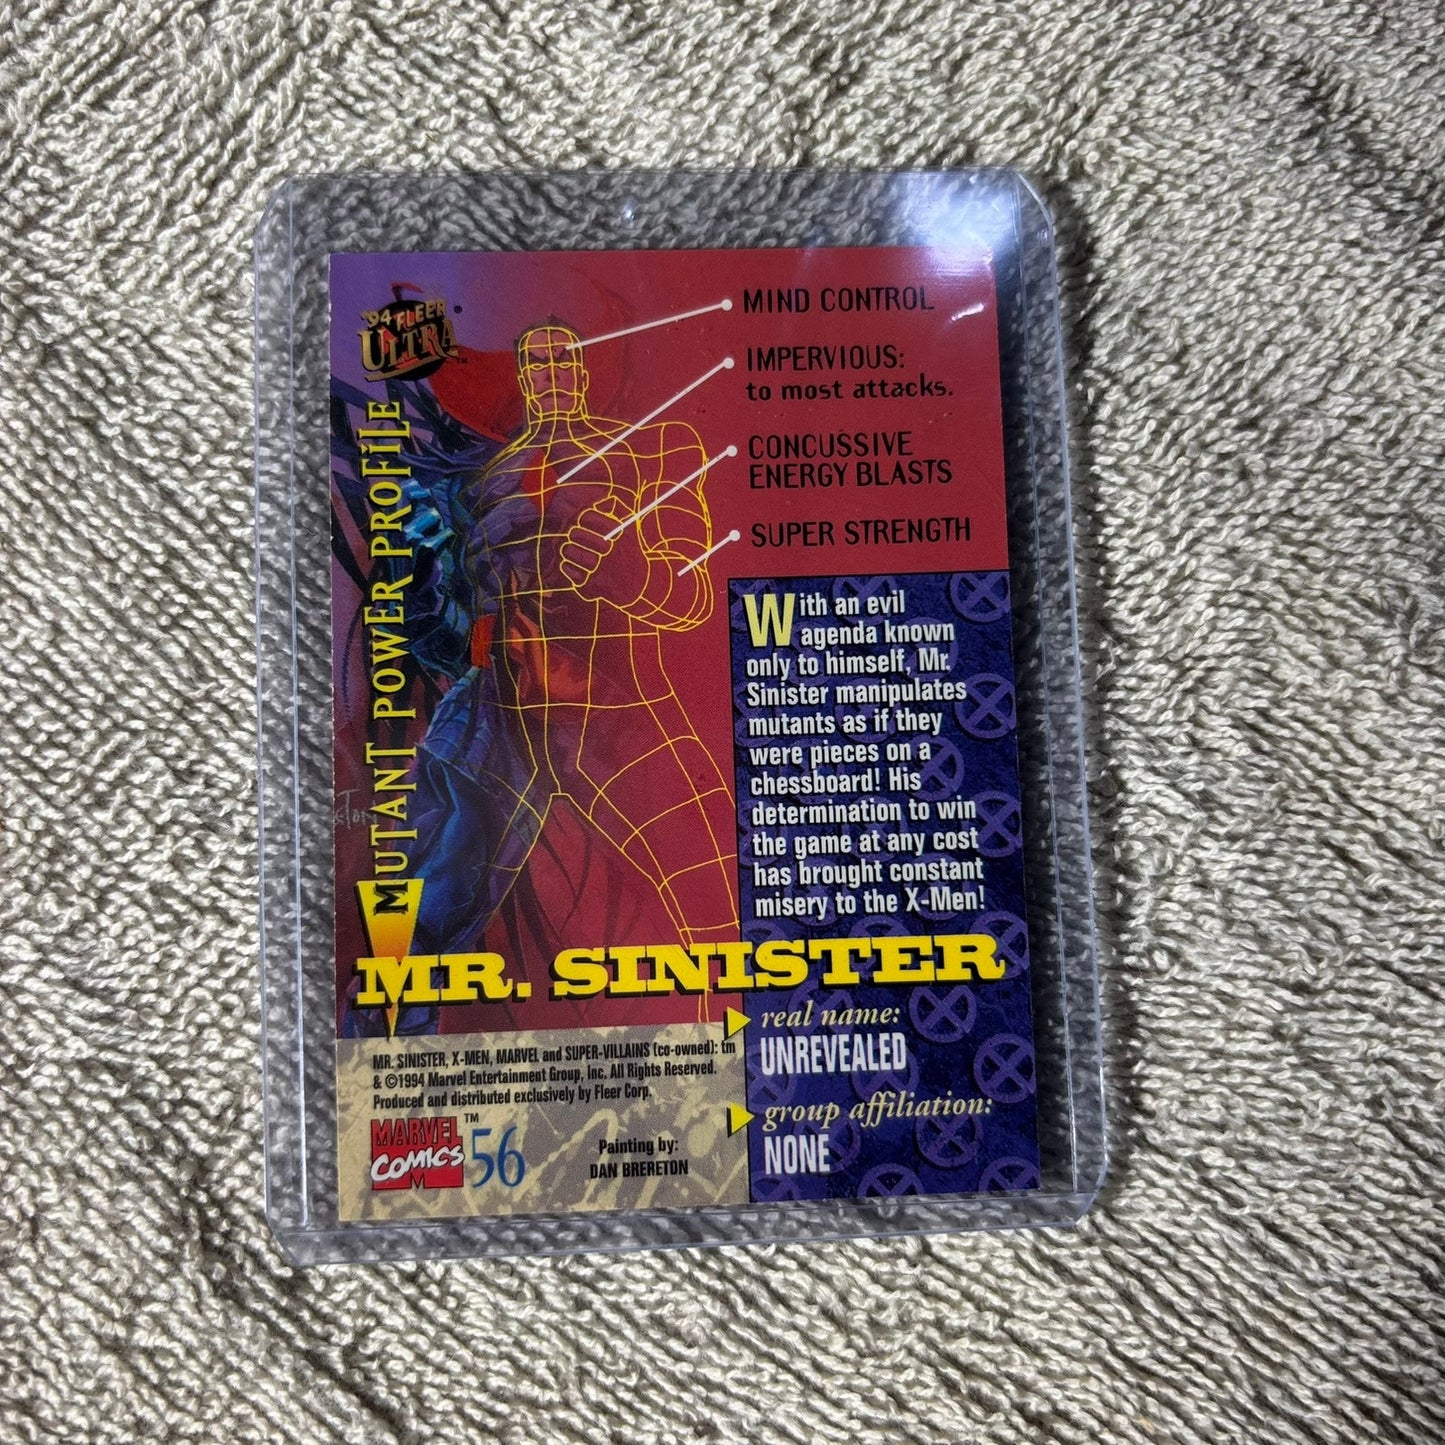 '94 FLEER
ULTRA
MUTANT POWER PROFILE
MIND CONTROL
IMPERVIOUS:
to most attacks.
CONCUSSIVE
ENERGY BLASTS
SUPER STRENGTH
With an evil
agenda known
only to himself, Mr.
Sinister manipulates
mutants as if they
were pieces on a
chessboard! His
determination to win
the game at any cost
has brought constant
misery to the X-Men!
MR. SINISTER
real name:
UNREVEALED
group affiliation:
NONE
MR. SINISTER, X-MEN, MARVEL and SUPER-VILLAINS (co-owned): tm
& ©1994 Marvel Entertainment Group, Inc. All Rights Reserved.
Produced and distributed exclusively by Fleer Corp.
MARVEL
COMICS
M
™
56
Painting by:
DAN BRERETON